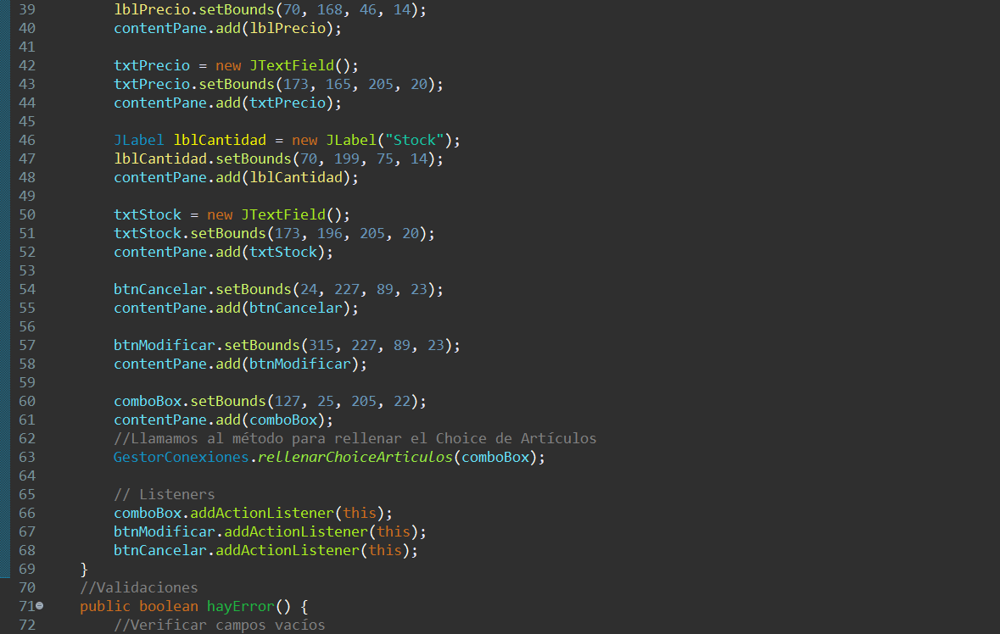 39 lblPrecio.setBounds(70, 168, 46, 14);
40 contentPane.add(lblPrecio);
41
42 txtPrecio = new JTextField();
43 txtPrecio.setBounds(173, 165, 205, 20);
44 contentPane.add(txtPrecio);
45
46 JLabel lblCantidad = new JLabel("Stock");
47 lblCantidad.setBounds(70, 199, 75, 14);
48 contentPane.add(lblCantidad);
49
50 txtStock = new JTextField();
51 txtStock.setBounds(173, 196, 205, 20);
52 contentPane.add(txtStock);
53
54 btnCancelar.setBounds(24, 227, 89, 23);
55 contentPane.add(btnCancelar);
56
57 btnModificar.setBounds(315, 227, 89, 23);
58 contentPane.add(btnModificar);
59
60 comboBox.setBounds(127, 25, 205, 22);
61 contentPane.add(comboBox);
62 //Llamamos al método para rellenar el Choice de Artículos
63 GestorConexiones.rellenarChoiceArticulos(comboBox);
64
65 // Listeners
66 comboBox.addActionListener(this);
67 btnModificar.addActionListener(this);
68 btnCancelar.addActionListener(this);
69 }
70 //Validaciones
71 public boolean hayError() {
72 //Verificar campos vacíos